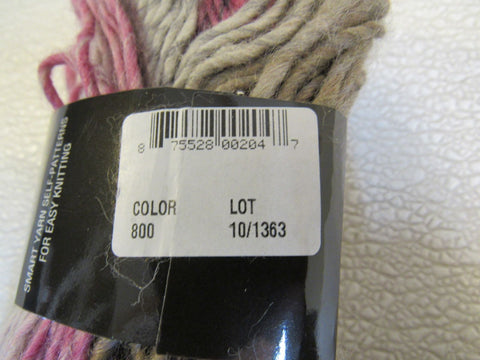 8 75528 00204 7
COLOR LOT
800 10/1363
SMART YARN SELF-PATTERNS
FOR EASY KNITTING